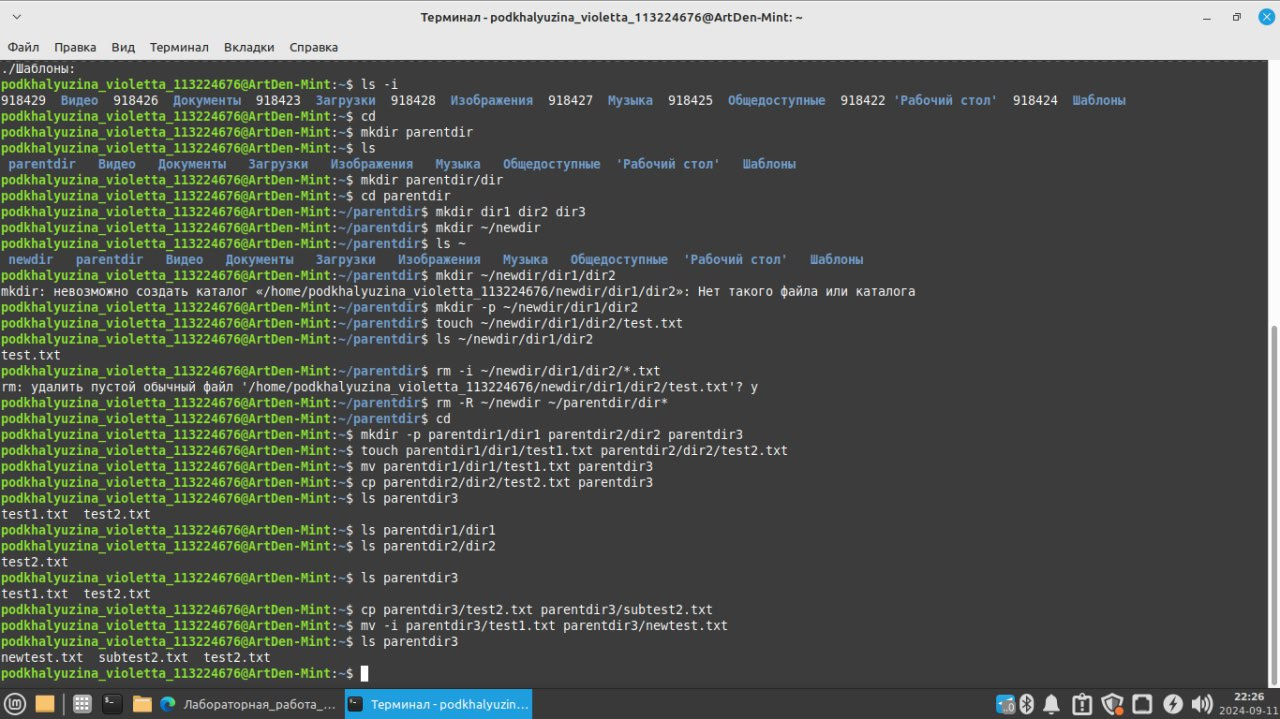 Терминал - podkhalyuzina_violetta_113224676@ArtDen-Mint: ~
Файл Правка Вид Терминал Вкладки Справка
./Шаблоны:
podkhalyuzina_violetta_113224676@ArtDen-Mint:~$ ls -i
918429 Видео 918426 Документы 918423 Загрузки 918428 Изображения 918427 Музыка 918425 Общедоступные 918422 'Рабочий стол' 918424 Шаблоны
podkhalyuzina_violetta_113224676@ArtDen-Mint:~$ cd
podkhalyuzina_violetta_113224676@ArtDen-Mint:~$ mkdir parentdir
podkhalyuzina_violetta_113224676@ArtDen-Mint:~$ ls
parentdir Видео Документы Загрузки Изображения Музыка Общедоступные 'Рабочий стол' Шаблоны
podkhalyuzina_violetta_113224676@ArtDen-Mint:~$ mkdir parentdir/dir
podkhalyuzina_violetta_113224676@ArtDen-Mint:~$ cd parentdir
podkhalyuzina_violetta_113224676@ArtDen-Mint:~/parentdir$ mkdir dir1 dir2 dir3
podkhalyuzina_violetta_113224676@ArtDen-Mint:~/parentdir$ mkdir ~/newdir
podkhalyuzina_violetta_113224676@ArtDen-Mint:~/parentdir$ ls ~
newdir parentdir Видео Документы Загрузки Изображения Музыка Общедоступные 'Рабочий стол' Шаблоны
podkhalyuzina_violetta_113224676@ArtDen-Mint:~/parentdir$ mkdir ~/newdir/dir1/dir2
mkdir: невозможно создать каталог «/home/podkhalyuzina_violetta_113224676/newdir/dir1/dir2»: Нет такого файла или каталога
podkhalyuzina_violetta_113224676@ArtDen-Mint:~/parentdir$ mkdir -p ~/newdir/dir1/dir2
podkhalyuzina_violetta_113224676@ArtDen-Mint:~/parentdir$ touch ~/newdir/dir1/dir2/test.txt
podkhalyuzina_violetta_113224676@ArtDen-Mint:~/parentdir$ ls ~/newdir/dir1/dir2
test.txt
podkhalyuzina_violetta_113224676@ArtDen-Mint:~/parentdir$ rm -i ~/newdir/dir1/dir2/*.txt
rm: удалить пустой обычный файл '/home/podkhalyuzina_violetta_113224676/newdir/dir1/dir2/test.txt'? y
podkhalyuzina_violetta_113224676@ArtDen-Mint:~/parentdir$ rm -R ~/newdir ~/parentdir/dir*
podkhalyuzina_violetta_113224676@ArtDen-Mint:~/parentdir$ cd
podkhalyuzina_violetta_113224676@ArtDen-Mint:~$ mkdir -p parentdir1/dir1 parentdir2/dir2 parentdir3
podkhalyuzina_violetta_113224676@ArtDen-Mint:~$ touch parentdir1/dir1/test1.txt parentdir2/dir2/test2.txt
podkhalyuzina_violetta_113224676@ArtDen-Mint:~$ mv parentdir1/dir1/test1.txt parentdir3
podkhalyuzina_violetta_113224676@ArtDen-Mint:~$ cp parentdir2/dir2/test2.txt parentdir3
podkhalyuzina_violetta_113224676@ArtDen-Mint:~$ ls parentdir3
test1.txt test2.txt
podkhalyuzina_violetta_113224676@ArtDen-Mint:~$ ls parentdir1/dir1
podkhalyuzina_violetta_113224676@ArtDen-Mint:~$ ls parentdir2/dir2
test2.txt
podkhalyuzina_violetta_113224676@ArtDen-Mint:~$ ls parentdir3
test1.txt test2.txt
podkhalyuzina_violetta_113224676@ArtDen-Mint:~$ cp parentdir3/test2.txt parentdir3/subtest2.txt
podkhalyuzina_violetta_113224676@ArtDen-Mint:~$ mv -i parentdir3/test1.txt parentdir3/newtest.txt
podkhalyuzina_violetta_113224676@ArtDen-Mint:~$ ls parentdir3
newtest.txt subtest2.txt test2.txt
podkhalyuzina_violetta_113224676@ArtDen-Mint:~$
Лабораторная_работа_... Терминал - podkhalyuzin... 22:26
2024-09-11